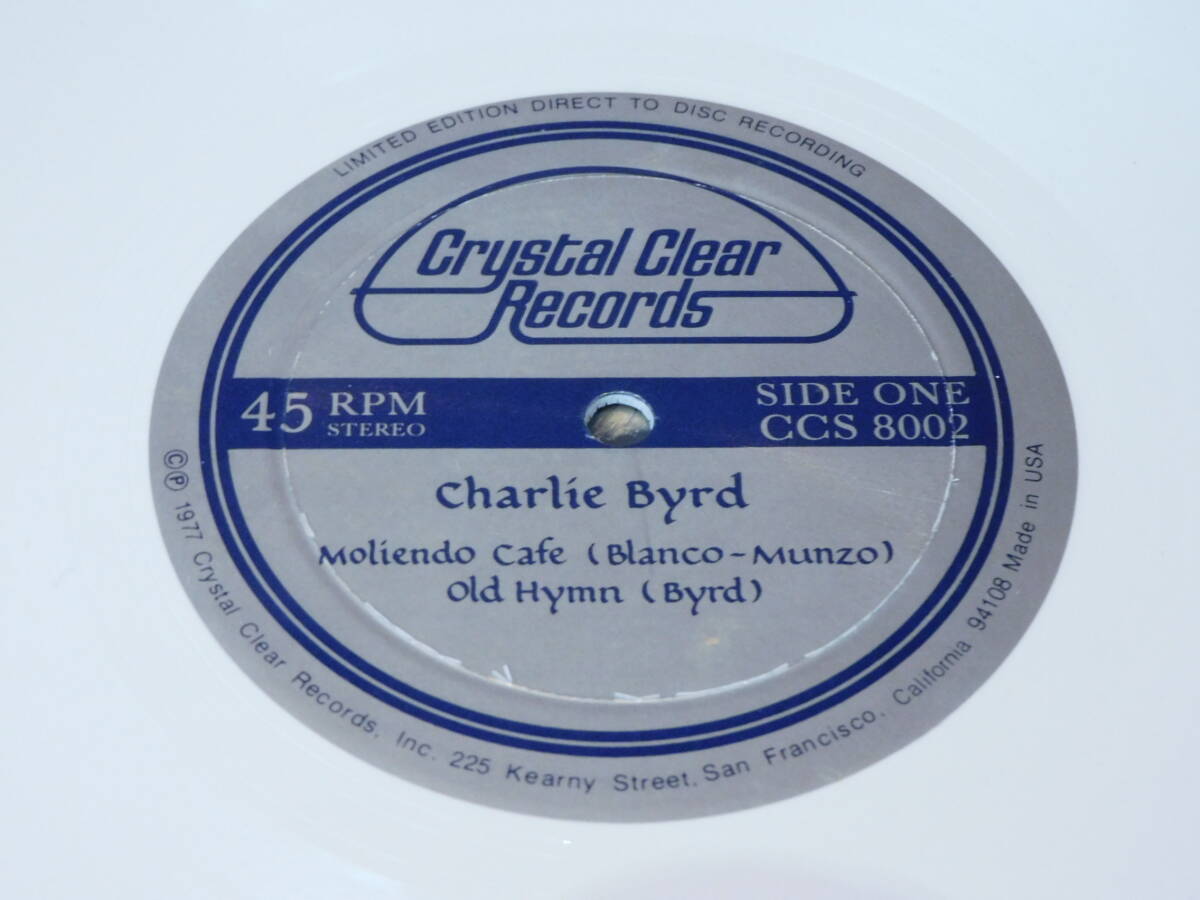 LIMITED EDITION DIRECT TO DISC RECORDING
Crystal Clear
Records
45 RPM
STEREO
SIDE ONE
CCS 8002
Charlie Byrd
Moliendo Cafe (Blanco-Munzo)
Old Hymn (Byrd)
©℗ 1977 Crystal Clear Records, Inc. 225 Kearny Street, San Francisco, California 94108 Made in USA